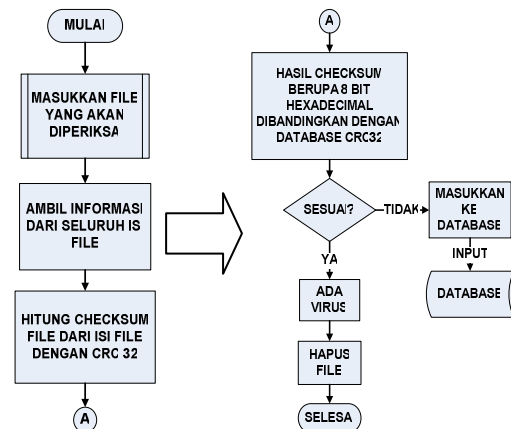 MULAI
MASUKKAN FILE
YANG AKAN
DIPERIKSA
AMBIL INFORMASI
DARI SELURUH IS
FILE
HITUNG CHECKSUM
FILE DARI ISI FILE
DENGAN CRC 32
A
A
HASIL CHECKSUM
BERUPA 8 BIT
HEXADECIMAL
DIBANDINGKAN DENGAN
DATABASE CRC32
SESUAI?
TIDAK
MASUKKAN
KE
DATABASE
INPUT
DATABASE
YA
ADA
VIRUS
HAPUS
FILE
SELESA